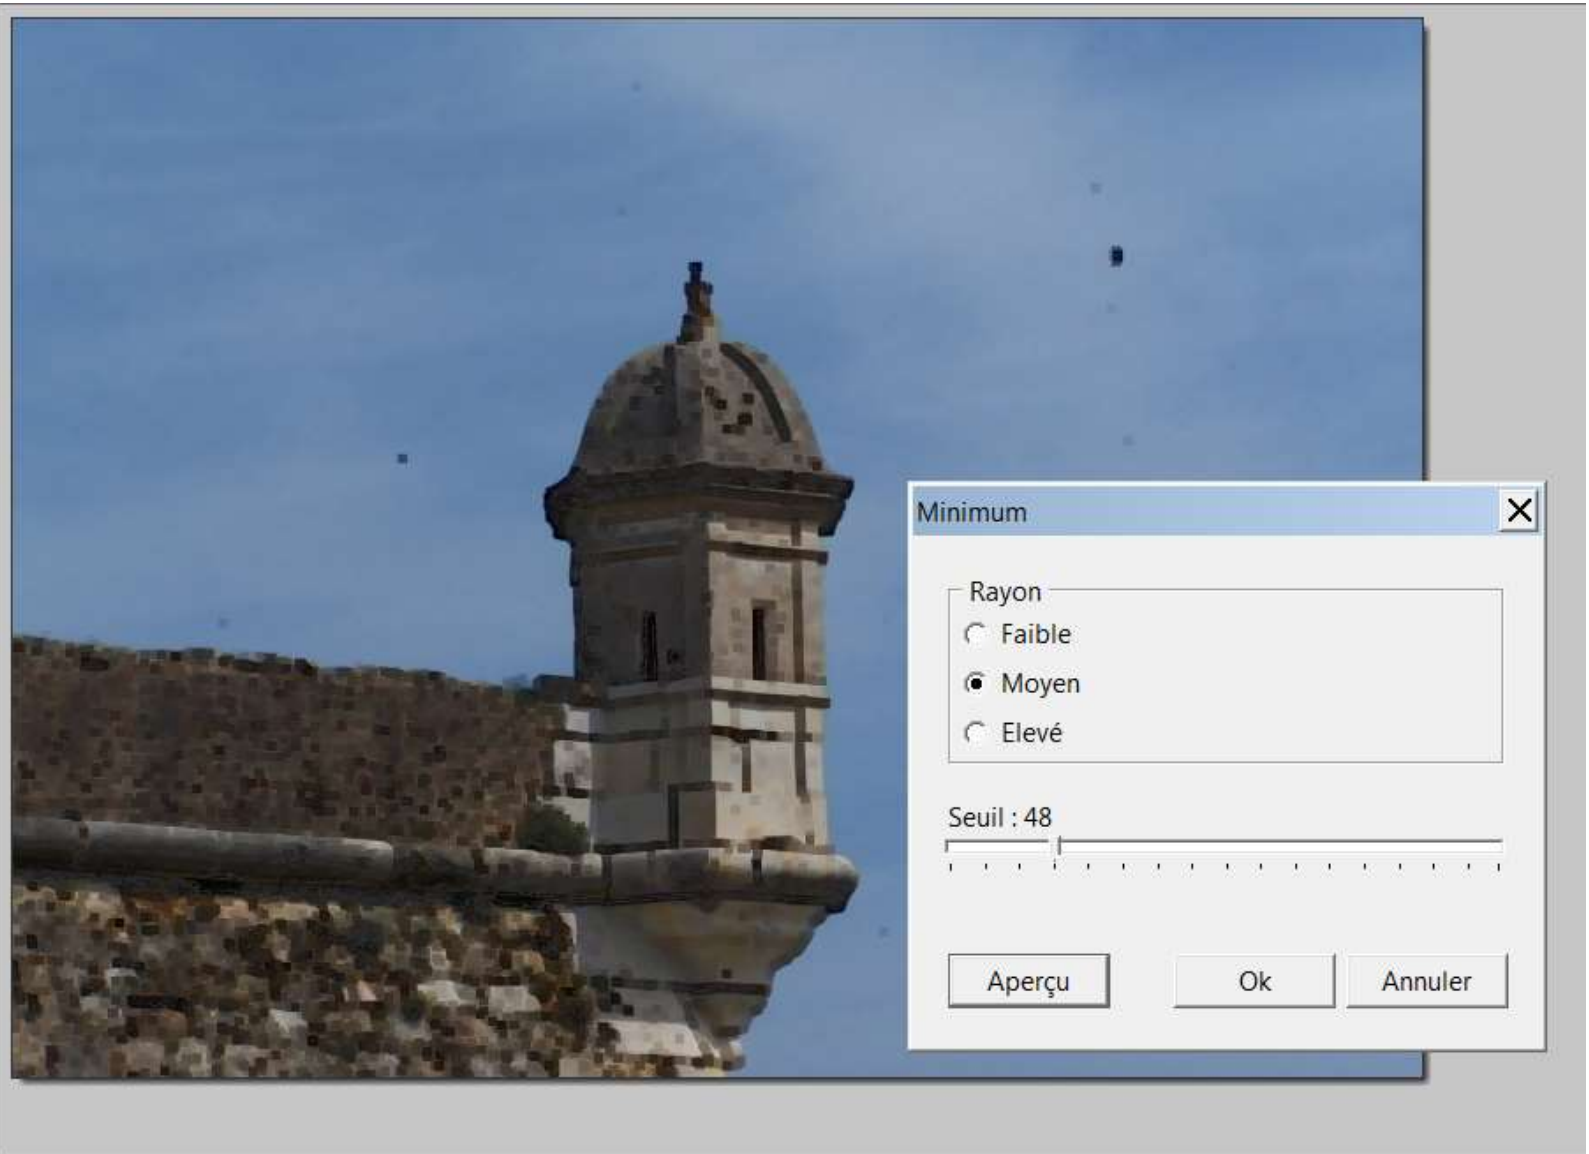 Minimum
Rayon
Faible
Moyen
Elevé
Seuil : 48
Aperçu
Ok
Annuler